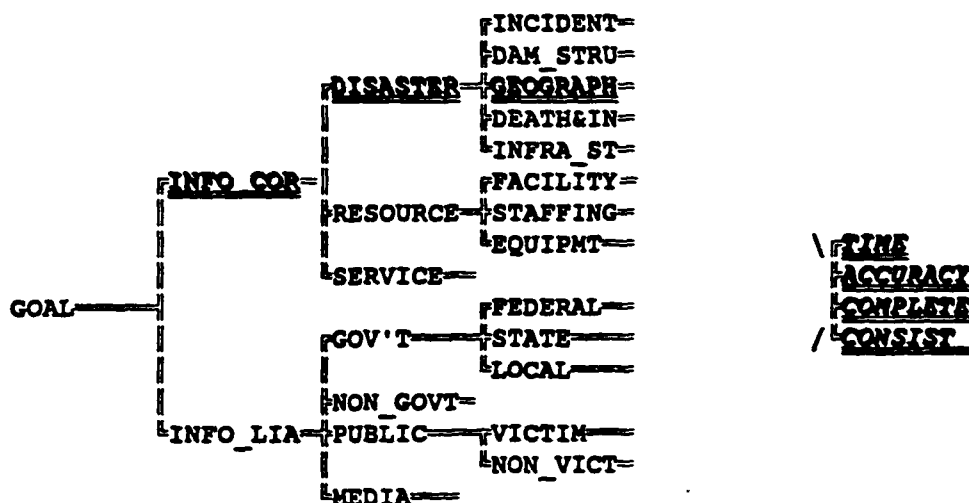 INCIDENT
DAM_STRU
DISASTER GEOGRAPH
DEATH&IN
INFRA_ST
INFO_COR FACILITY
RESOURCE STAFFING
EQUIPMT \ TIME
SERVICE ACCURACY
GOAL FEDERAL COMPLETE
GOV'T STATE / CONSIST
LOCAL
NON_GOVT
INFO_LIA PUBLIC VICTIM
NON_VICT
MEDIA